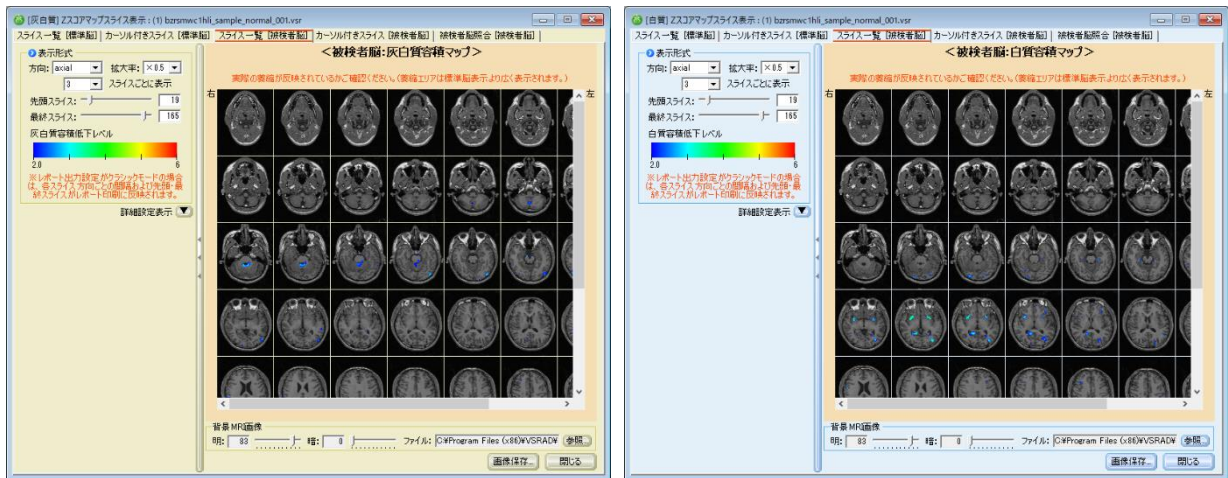 [灰白質] Zスコアマップスライス表示 : (1) bzrsmwc1hli_sample_normal_001.vsr
スライス一覧 [標準脳] カーソル付きスライス [標準脳] スライス一覧 [被検者脳] カーソル付きスライス [被検者脳] 被検者脳照合 [被検者脳]
表示形式
方向: axial 拡大率: ×0.5
3 スライスごとに表示
先頭スライス: 19
最終スライス: 165
灰白質容積低下レベル
2.0 6
※レポート出力設定がクラシックモードの場合
は、各スライス方向ごとの間隔および先頭・最
終スライスがレポート印刷に反映されます。
詳細設定表示
<被検者脳:灰白質容積マップ>
実際の萎縮が反映されているかご確認ください。(萎縮エリアは標準脳表示より広く表示されます。)
右 左
背景MRI画像
明: 83 暗: 0 ファイル: C:¥Program Files (x86)¥VSRAD¥ 参照...
画像保存... 閉じる
[白質] Zスコアマップスライス表示 : (1) bzrsmwc1hli_sample_normal_001.vsr
スライス一覧 [標準脳] カーソル付きスライス [標準脳] スライス一覧 [被検者脳] カーソル付きスライス [被検者脳] 被検者脳照合 [被検者脳]
表示形式
方向: axial 拡大率: ×0.5
3 スライスごとに表示
先頭スライス: 19
最終スライス: 165
白質容積低下レベル
2.0 6
※レポート出力設定がクラシックモードの場合
は、各スライス方向ごとの間隔および先頭・最
終スライスがレポート印刷に反映されます。
詳細設定表示
<被検者脳:白質容積マップ>
実際の萎縮が反映されているかご確認ください。(萎縮エリアは標準脳表示より広く表示されます。)
右 左
背景MRI画像
明: 83 暗: 0 ファイル: C:¥Program Files (x86)¥VSRAD¥ 参照...
画像保存... 閉じる